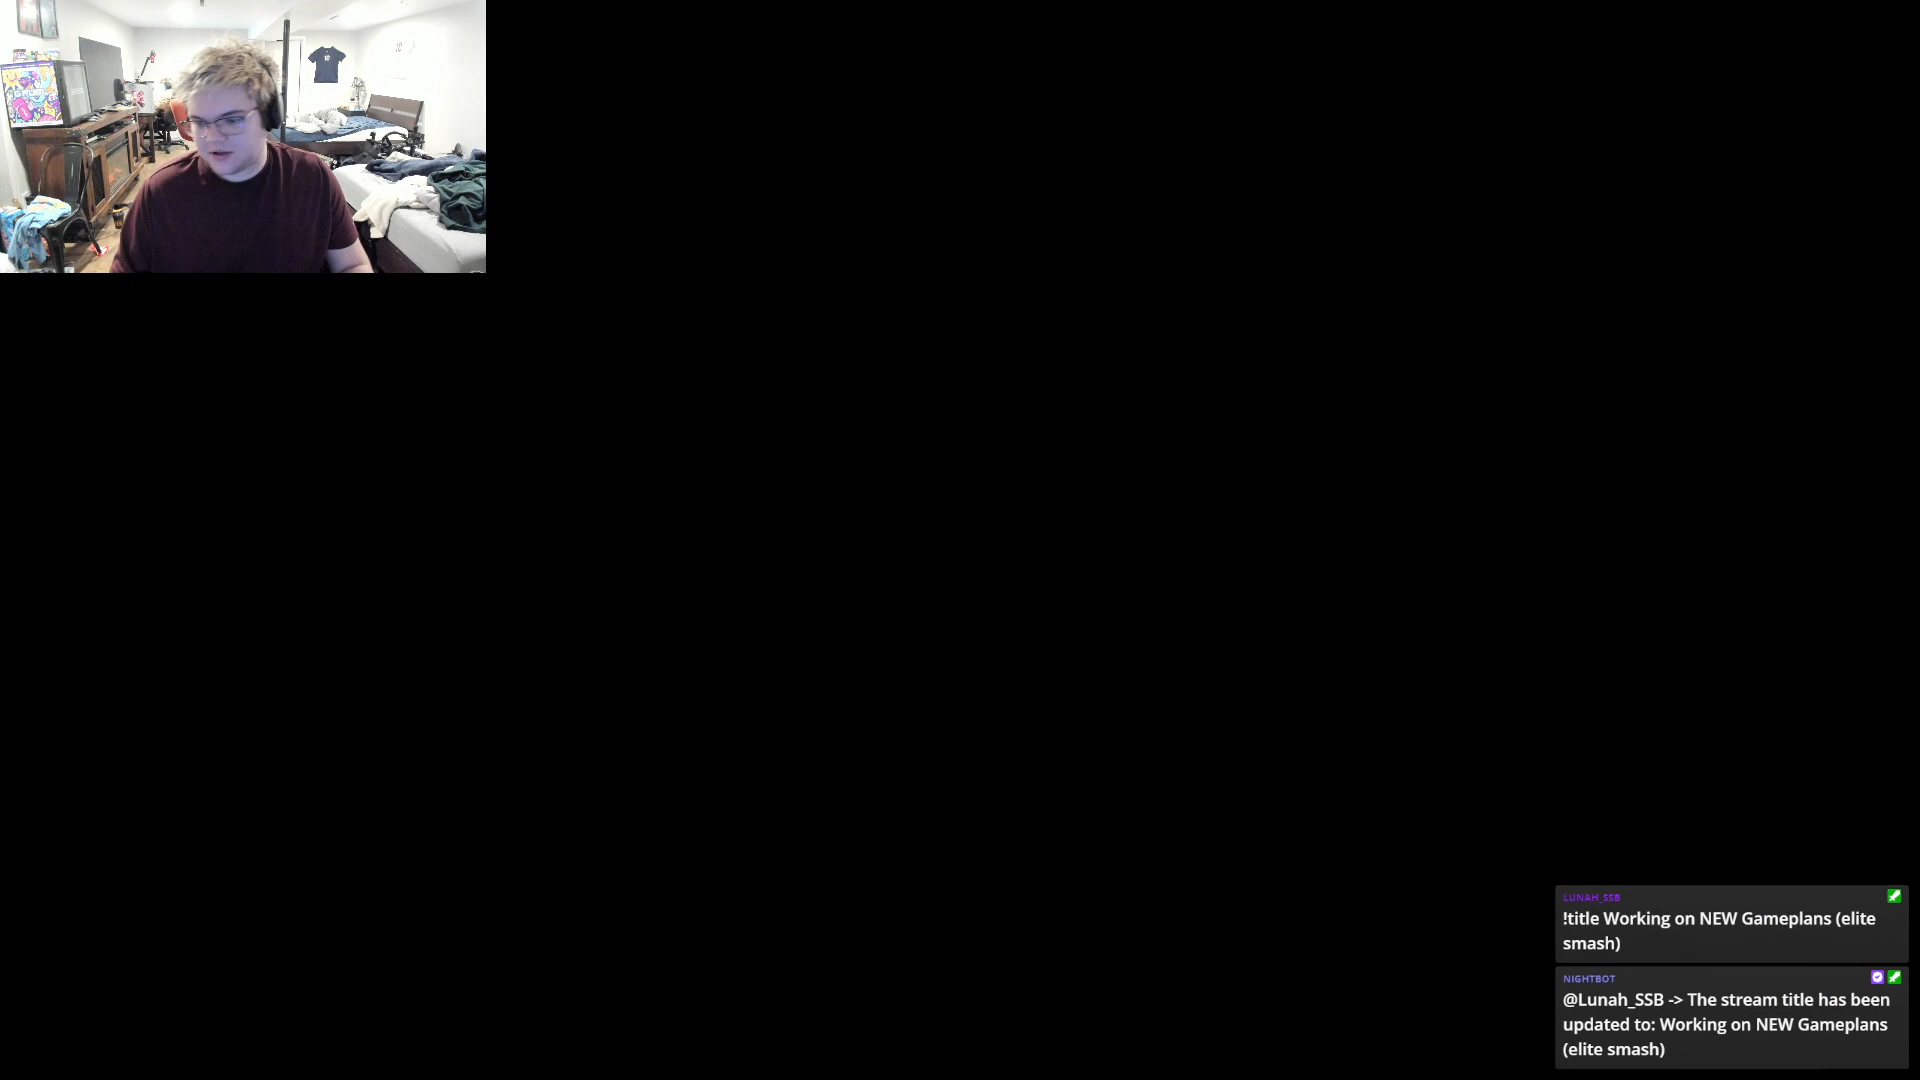 LUNAH_SSB
!title Working on NEW Gameplans (elite
smash)
NIGHTBOT
@Lunah_SSB -> The stream title has been
updated to: Working on NEW Gameplans
(elite smash)